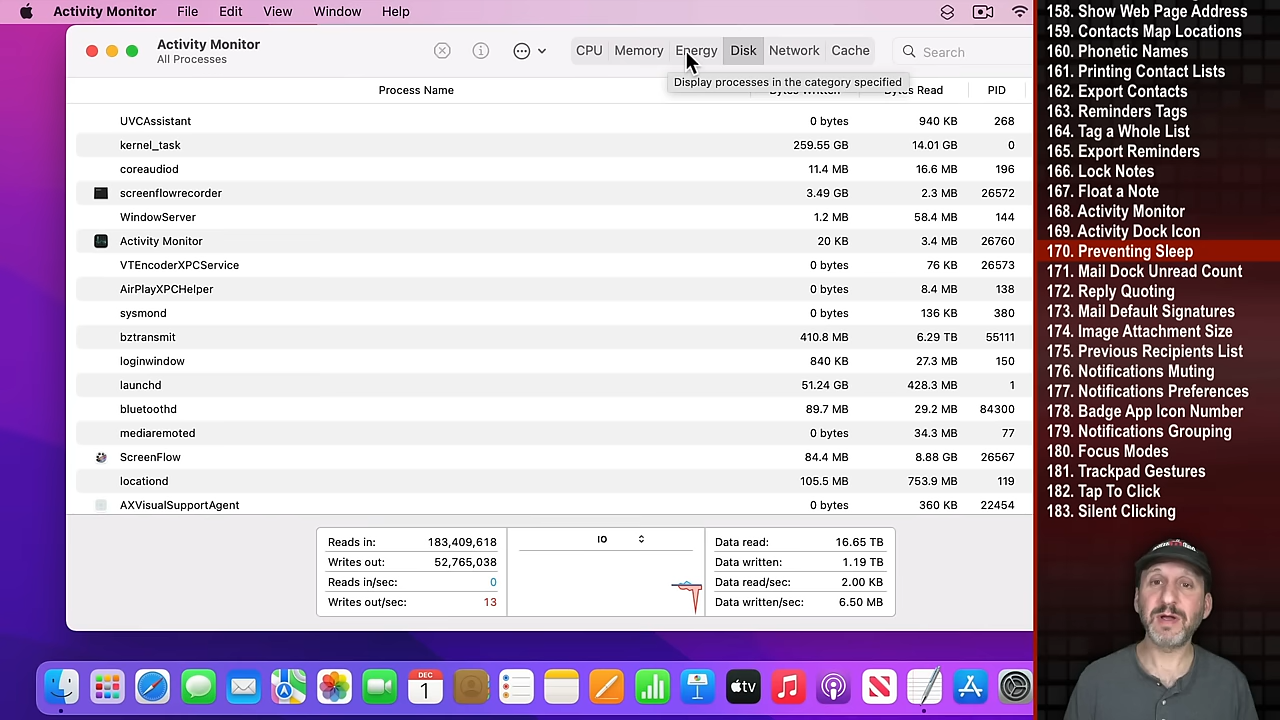 Activity Monitor File Edit View Window Help
Activity Monitor
All Processes
CPU Memory Energy Disk Network Cache
Search
Display processes in the category specified
Process Name Bytes Written Bytes Read PID
UVCAssistant 0 bytes 940 KB 268
kernel_task 259.55 GB 14.01 GB 0
coreaudiod 11.4 MB 16.6 MB 196
screenflowrecorder 3.49 GB 2.3 MB 26572
WindowServer 1.2 MB 58.4 MB 144
Activity Monitor 20 KB 3.4 MB 26760
VTEncoderXPCService 0 bytes 76 KB 26573
AirPlayXPCHelper 0 bytes 8.4 MB 138
sysmond 0 bytes 136 KB 380
bztransmit 410.8 MB 6.29 TB 55111
loginwindow 840 KB 27.3 MB 150
launchd 51.24 GB 428.3 MB 1
bluetoothd 89.7 MB 29.2 MB 84300
mediaremoted 0 bytes 34.3 MB 77
ScreenFlow 84.4 MB 8.88 GB 26567
locationd 105.5 MB 753.9 MB 119
AXVisualSupportAgent 0 bytes 360 KB 22454
Reads in: 183,409,618
Writes out: 52,765,038
Reads in/sec: 0
Writes out/sec: 13
IO
Data read: 16.65 TB
Data written: 1.19 TB
Data read/sec: 2.00 KB
Data written/sec: 6.50 MB
DEC
1
tv
158. Show Web Page Address
159. Contacts Map Locations
160. Phonetic Names
161. Printing Contact Lists
162. Export Contacts
163. Reminders Tags
164. Tag a Whole List
165. Export Reminders
166. Lock Notes
167. Float a Note
168. Activity Monitor
169. Activity Dock Icon
170. Preventing Sleep
171. Mail Dock Unread Count
172. Reply Quoting
173. Mail Default Signatures
174. Image Attachment Size
175. Previous Recipients List
176. Notifications Muting
177. Notifications Preferences
178. Badge App Icon Number
179. Notifications Grouping
180. Focus Modes
181. Trackpad Gestures
182. Tap To Click
183. Silent Clicking